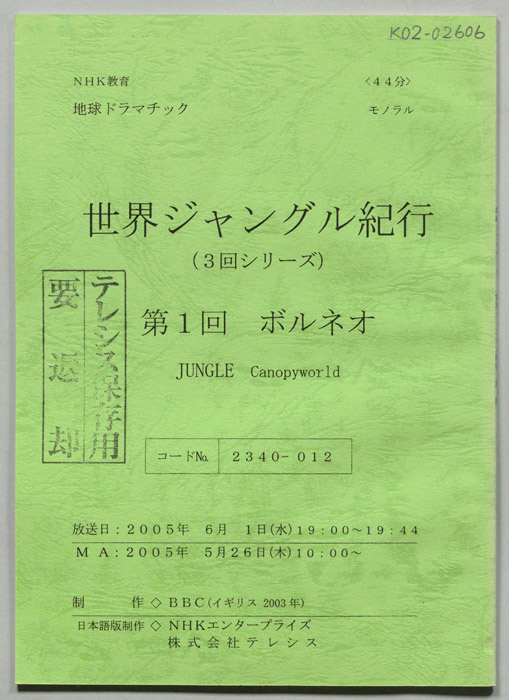 K02-02606
NHK教育
〈44分〉
地球ドラマチック
モノラル
世界ジャングル紀行
(3回シリーズ)
テレシス保存用
要返却
第1回 ボルネオ
JUNGLE Canopyworld
コードNo. 2340-012
放送日:2005年 6月 1日(水)19:00~19:44
MA:2005年 5月26日(木)10:00~
制作◇BBC(イギリス 2003年)
日本語版制作◇NHKエンタープライズ
株式会社テレシス